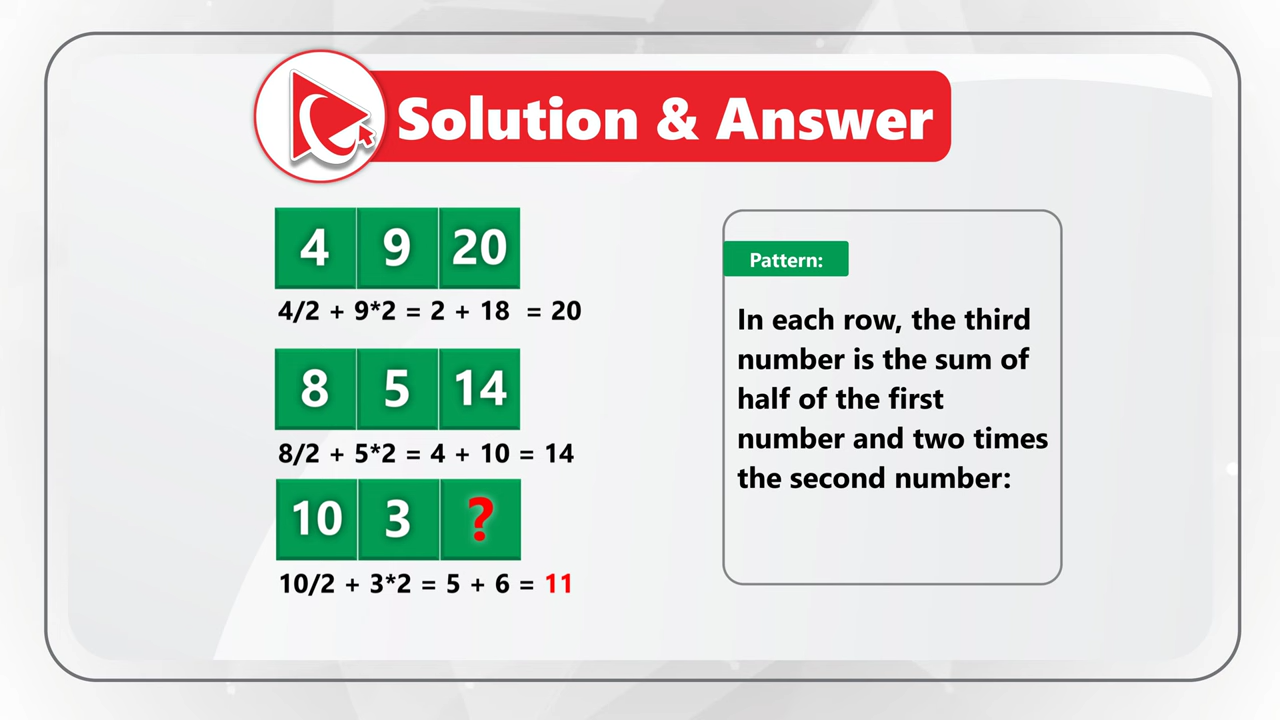 Solution & Answer
4 9 20
4/2 + 9*2 = 2 + 18 = 20
8 5 14
8/2 + 5*2 = 4 + 10 = 14
10 3 ?
10/2 + 3*2 = 5 + 6 = 11
Pattern:
In each row, the third
number is the sum of
half of the first
number and two times
the second number: